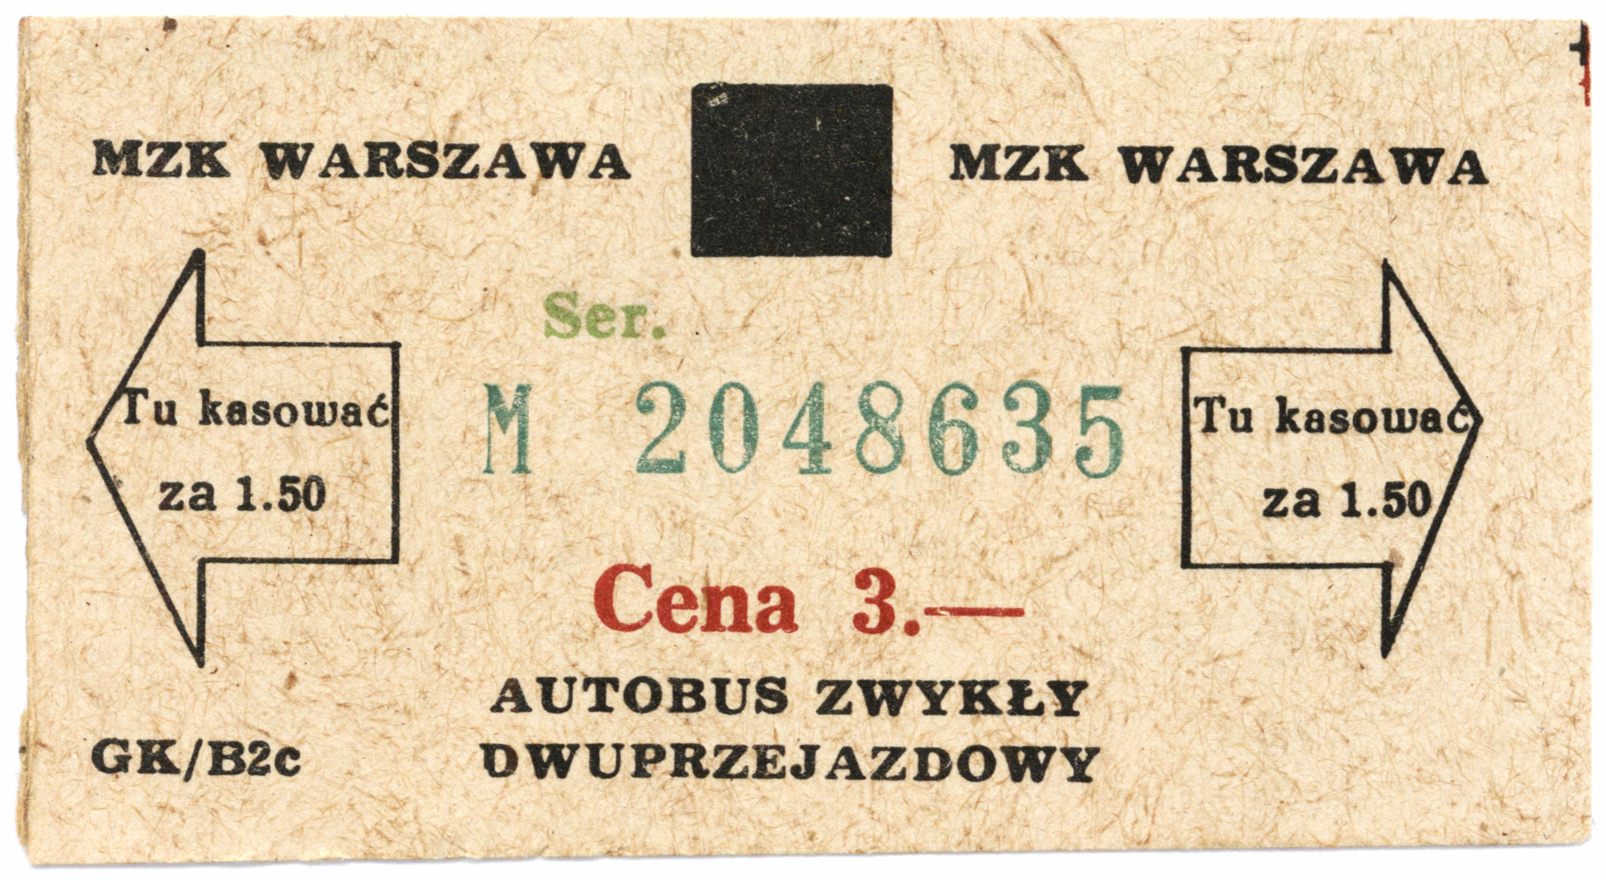 MZK WARSZAWA MZK WARSZAWA
Ser.
Tu kasować
za 1.50
M 2048635
Tu kasować
za 1.50
Cena 3.—
AUTOBUS ZWYKŁY
DWUPRZEJAZDOWY
GK/B2c